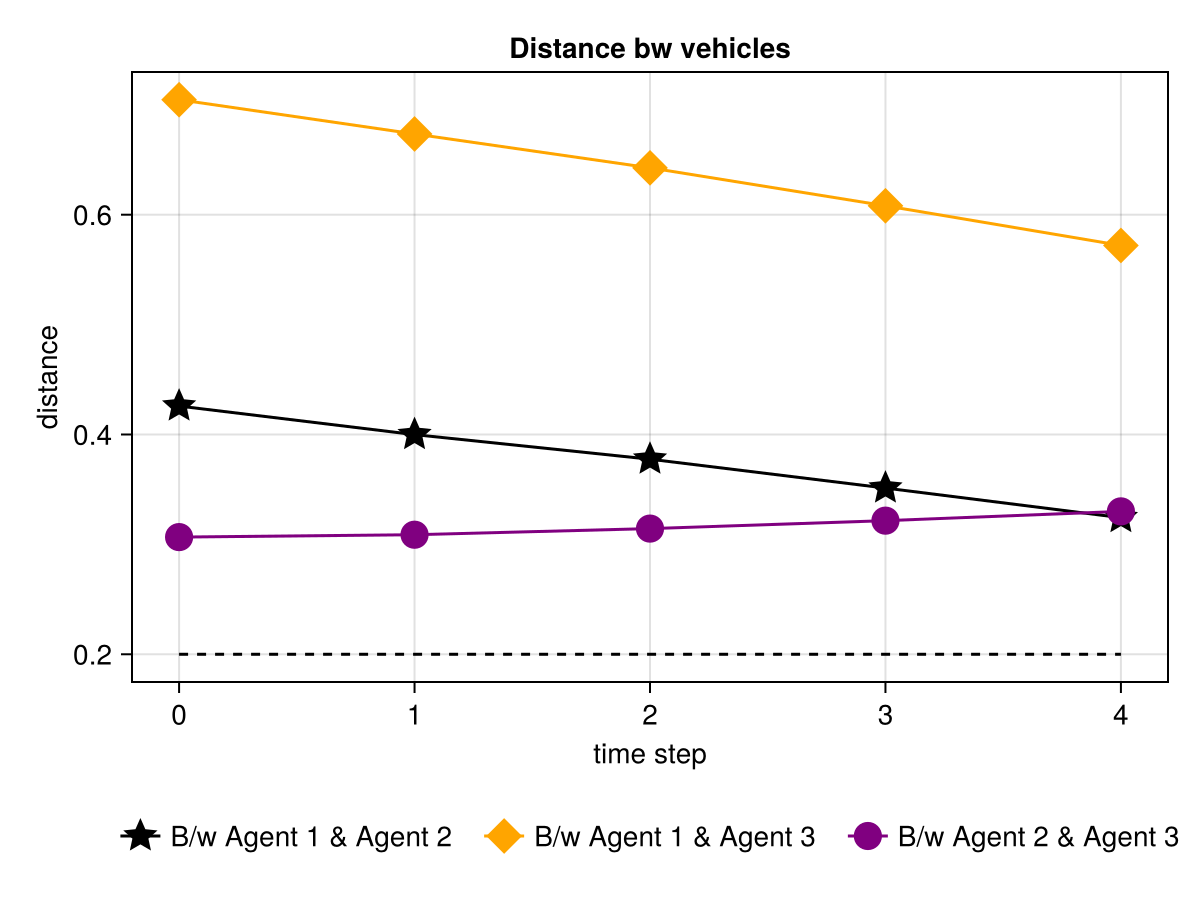 Distance bw vehicles
0.6
0.4
0.2
distance
0 1 2 3 4
time step
B/w Agent 1 & Agent 2 B/w Agent 1 & Agent 3 B/w Agent 2 & Agent 3